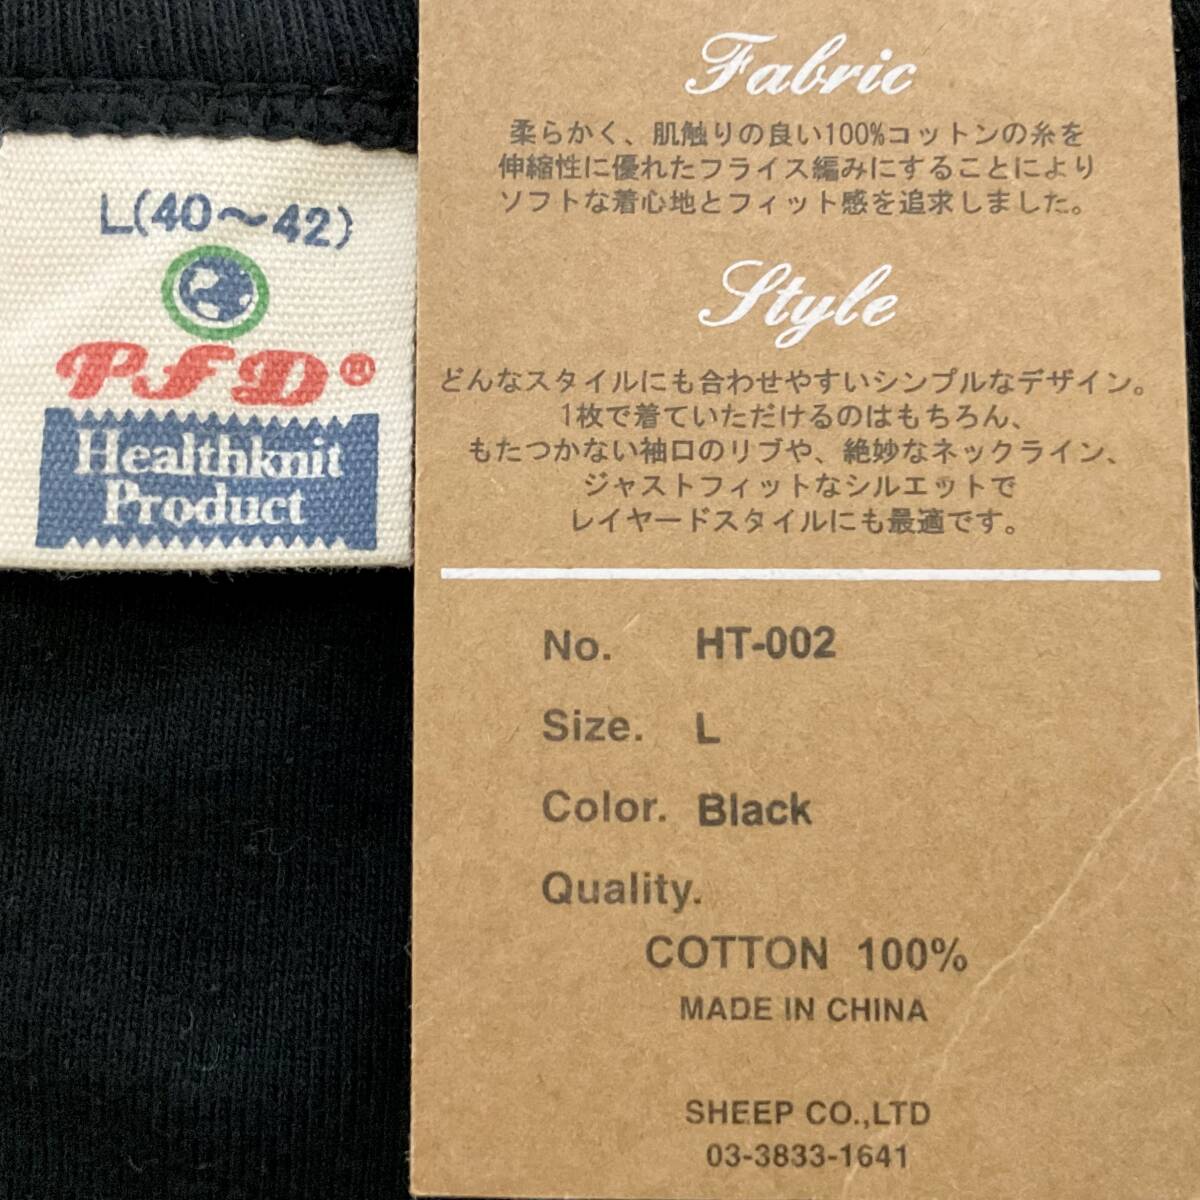 L(40〜42)
PFD®
Healthknit
Product
Fabric
柔らかく、肌触りの良い100%コットンの糸を
伸縮性に優れたフライス編みにすることにより
ソフトな着心地とフィット感を追求しました。
Style
どんなスタイルにも合わせやすいシンプルなデザイン。
1枚で着ていただけるのはもちろん、
もたつかない袖口のリブや、絶妙なネックライン、
ジャストフィットなシルエットで
レイヤードスタイルにも最適です。
No. HT-002
Size. L
Color. Black
Quality.
COTTON 100%
MADE IN CHINA
SHEEP CO.,LTD
03-3833-1641